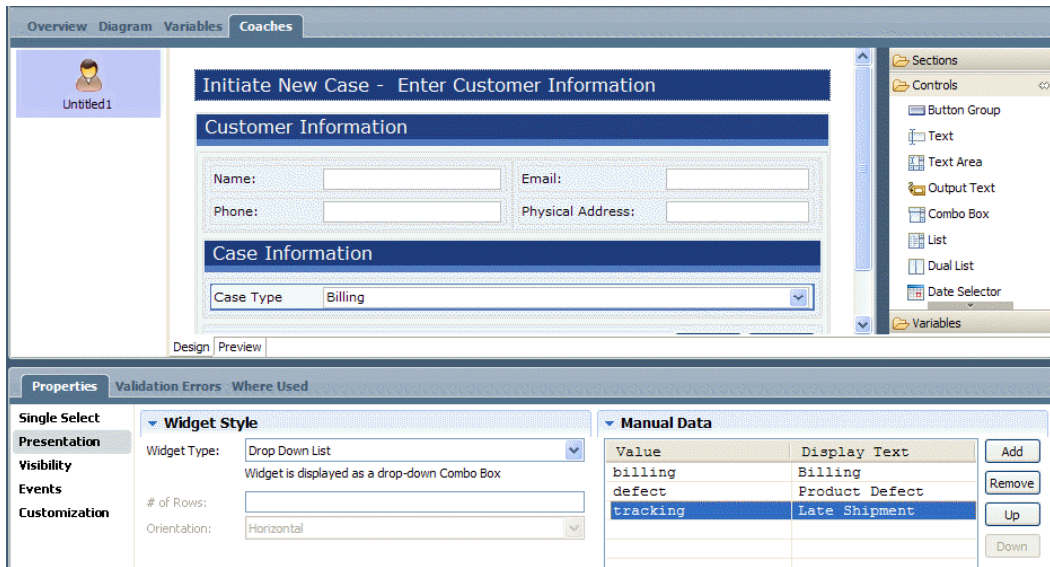 Overview Diagram Variables Coaches
Untitled1
Initiate New Case - Enter Customer Information
Customer Information
Name: Email:
Phone: Physical Address:
Case Information
Case Type Billing
Design Preview
Sections
Controls
Button Group
Text
Text Area
Output Text
Combo Box
List
Dual List
Date Selector
Variables
Properties Validation Errors Where Used
Single Select
Presentation
Visibility
Events
Customization
Widget Style
Widget Type: Drop Down List
Widget is displayed as a drop-down Combo Box
# of Rows:
Orientation: Horizontal
Manual Data
Value Display Text
billing Billing
defect Product Defect
tracking Late Shipment
Add
Remove
Up
Down